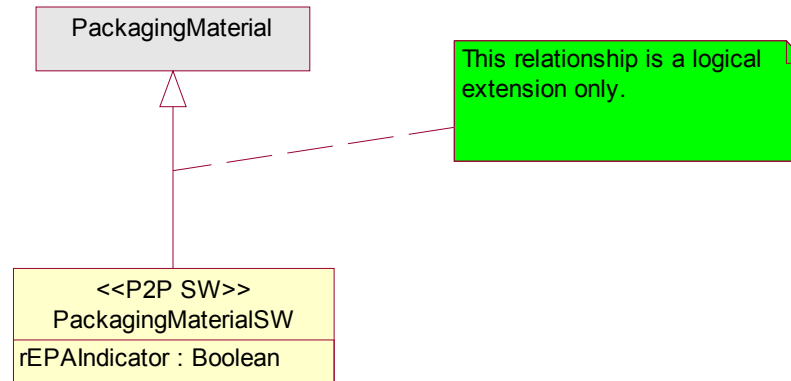 PackagingMaterial
This relationship is a logical
extension only.
<<P2P SW>>
PackagingMaterialSW
rEPAIndicator : Boolean